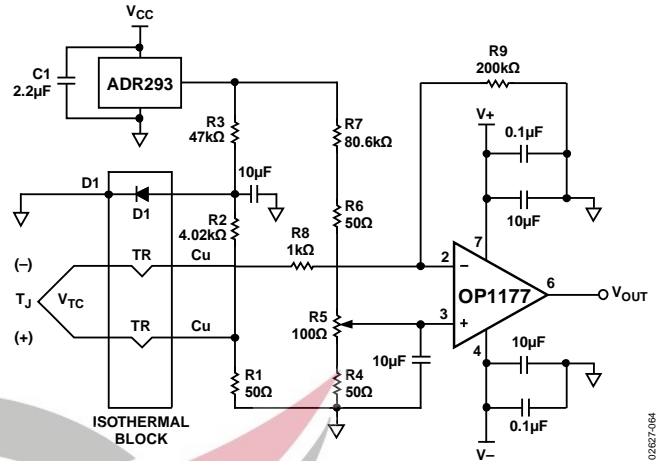 VCC
C1
2.2µF
ADR293
R9
200kΩ
R3
47kΩ
R7
80.6kΩ
V+
0.1µF
10µF
D1
D1
10µF
R2
4.02kΩ
R6
50Ω
R8
1kΩ
(–)
TR
Cu
TJ
VTC
(+)
TR
Cu
R5
100Ω
2
–
7
OP1177
6
VOUT
3
+
4
10µF
10µF
0.1µF
R1
50Ω
R4
50Ω
ISOTHERMAL
BLOCK
V–
02627-064